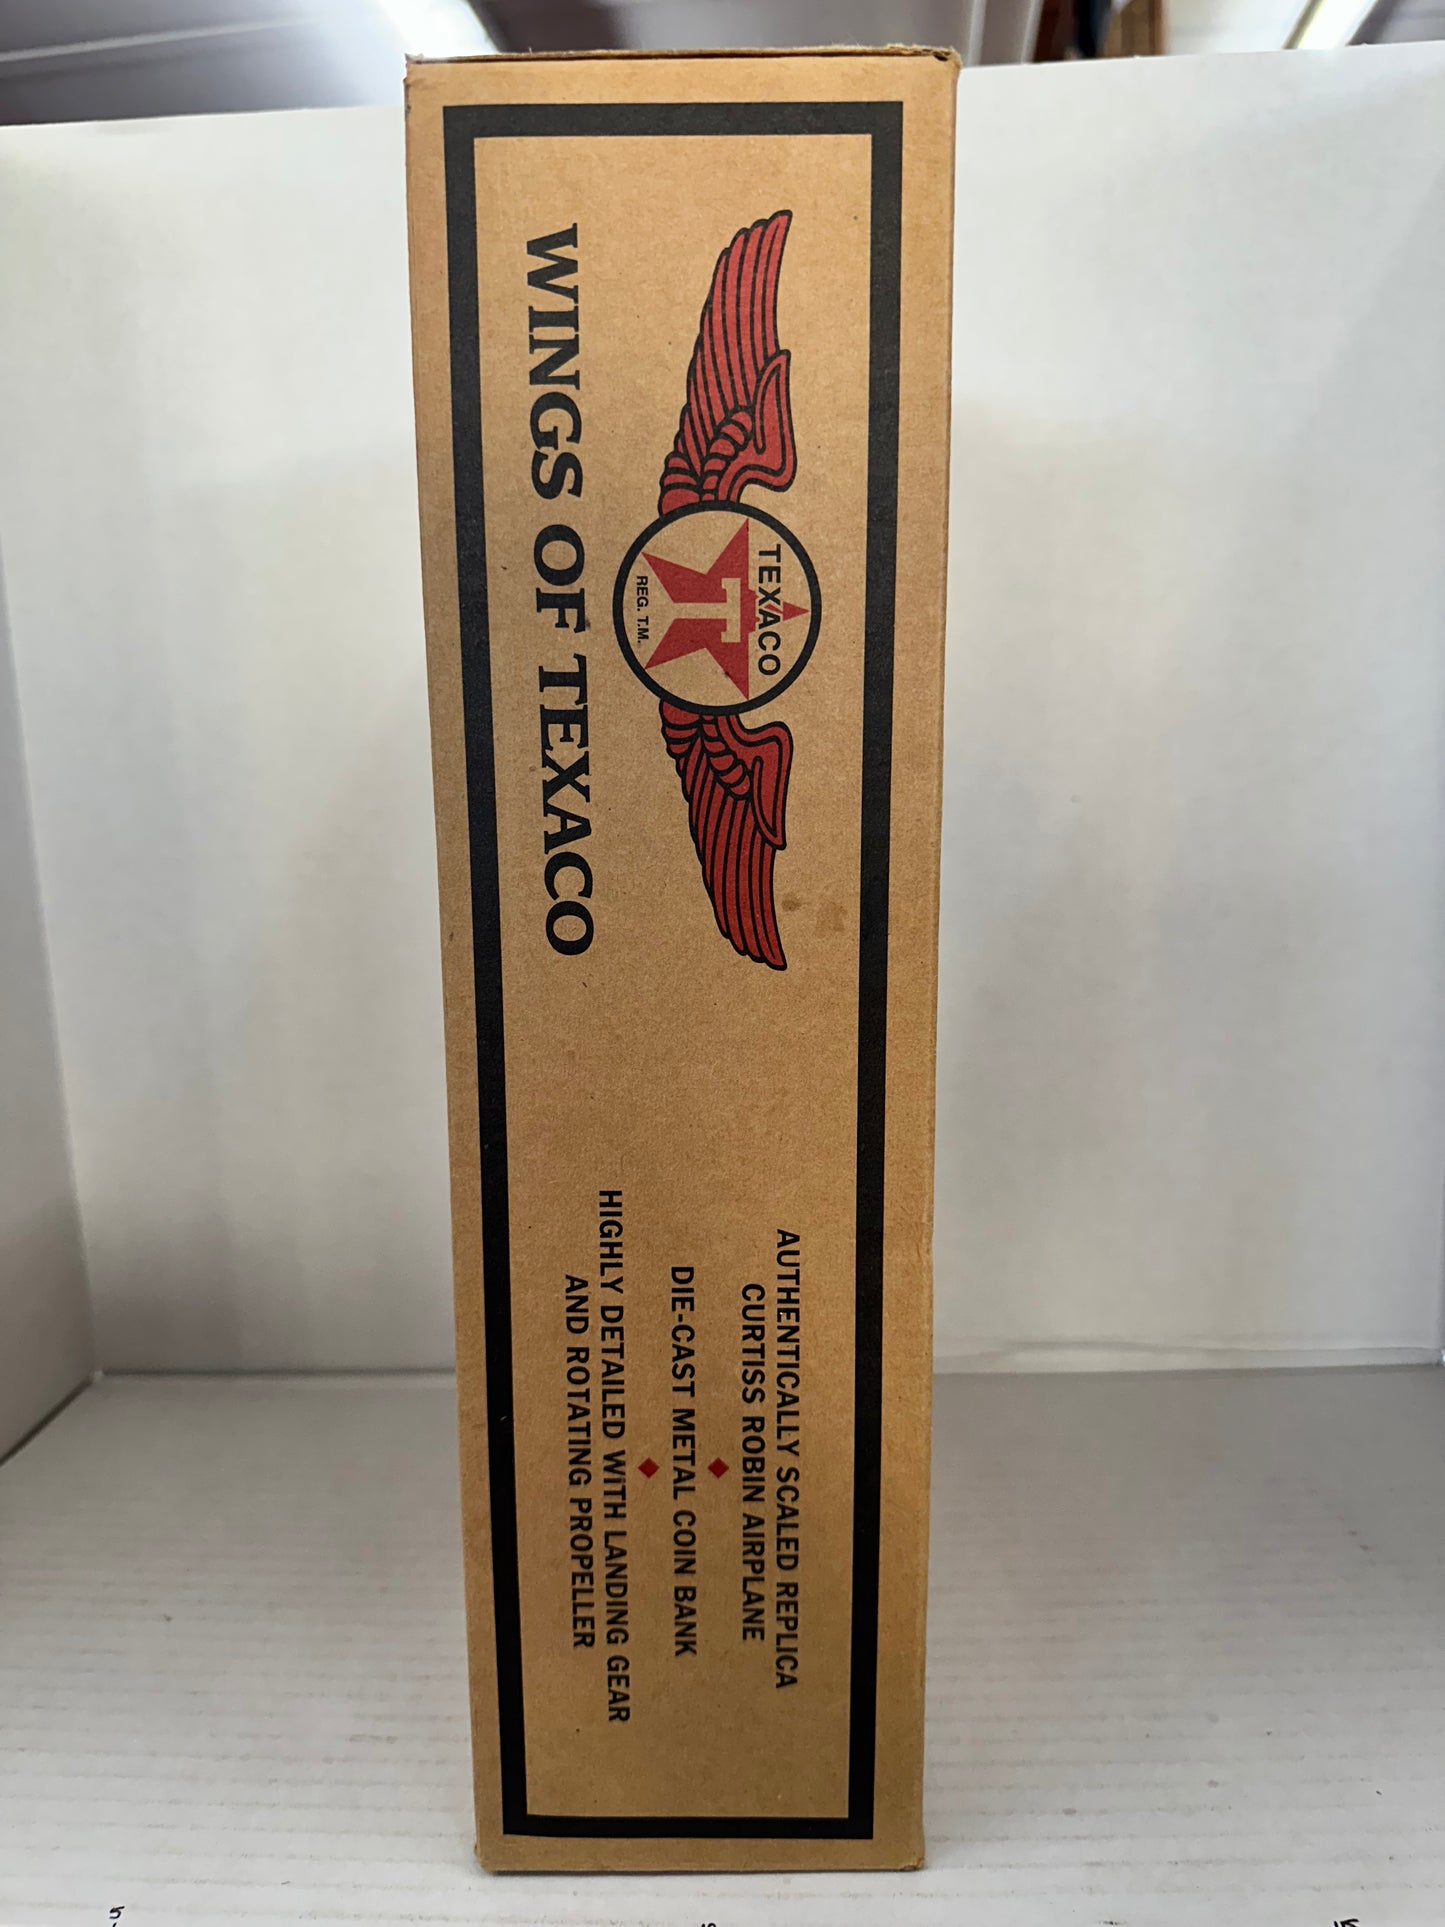 TEXACO
T
REG. T.M.
WINGS OF TEXACO
AUTHENTICALLY SCALED REPLICA
CURTISS ROBIN AIRPLANE
DIE-CAST METAL COIN BANK
HIGHLY DETAILED WITH LANDING GEAR
AND ROTATING PROPELLER